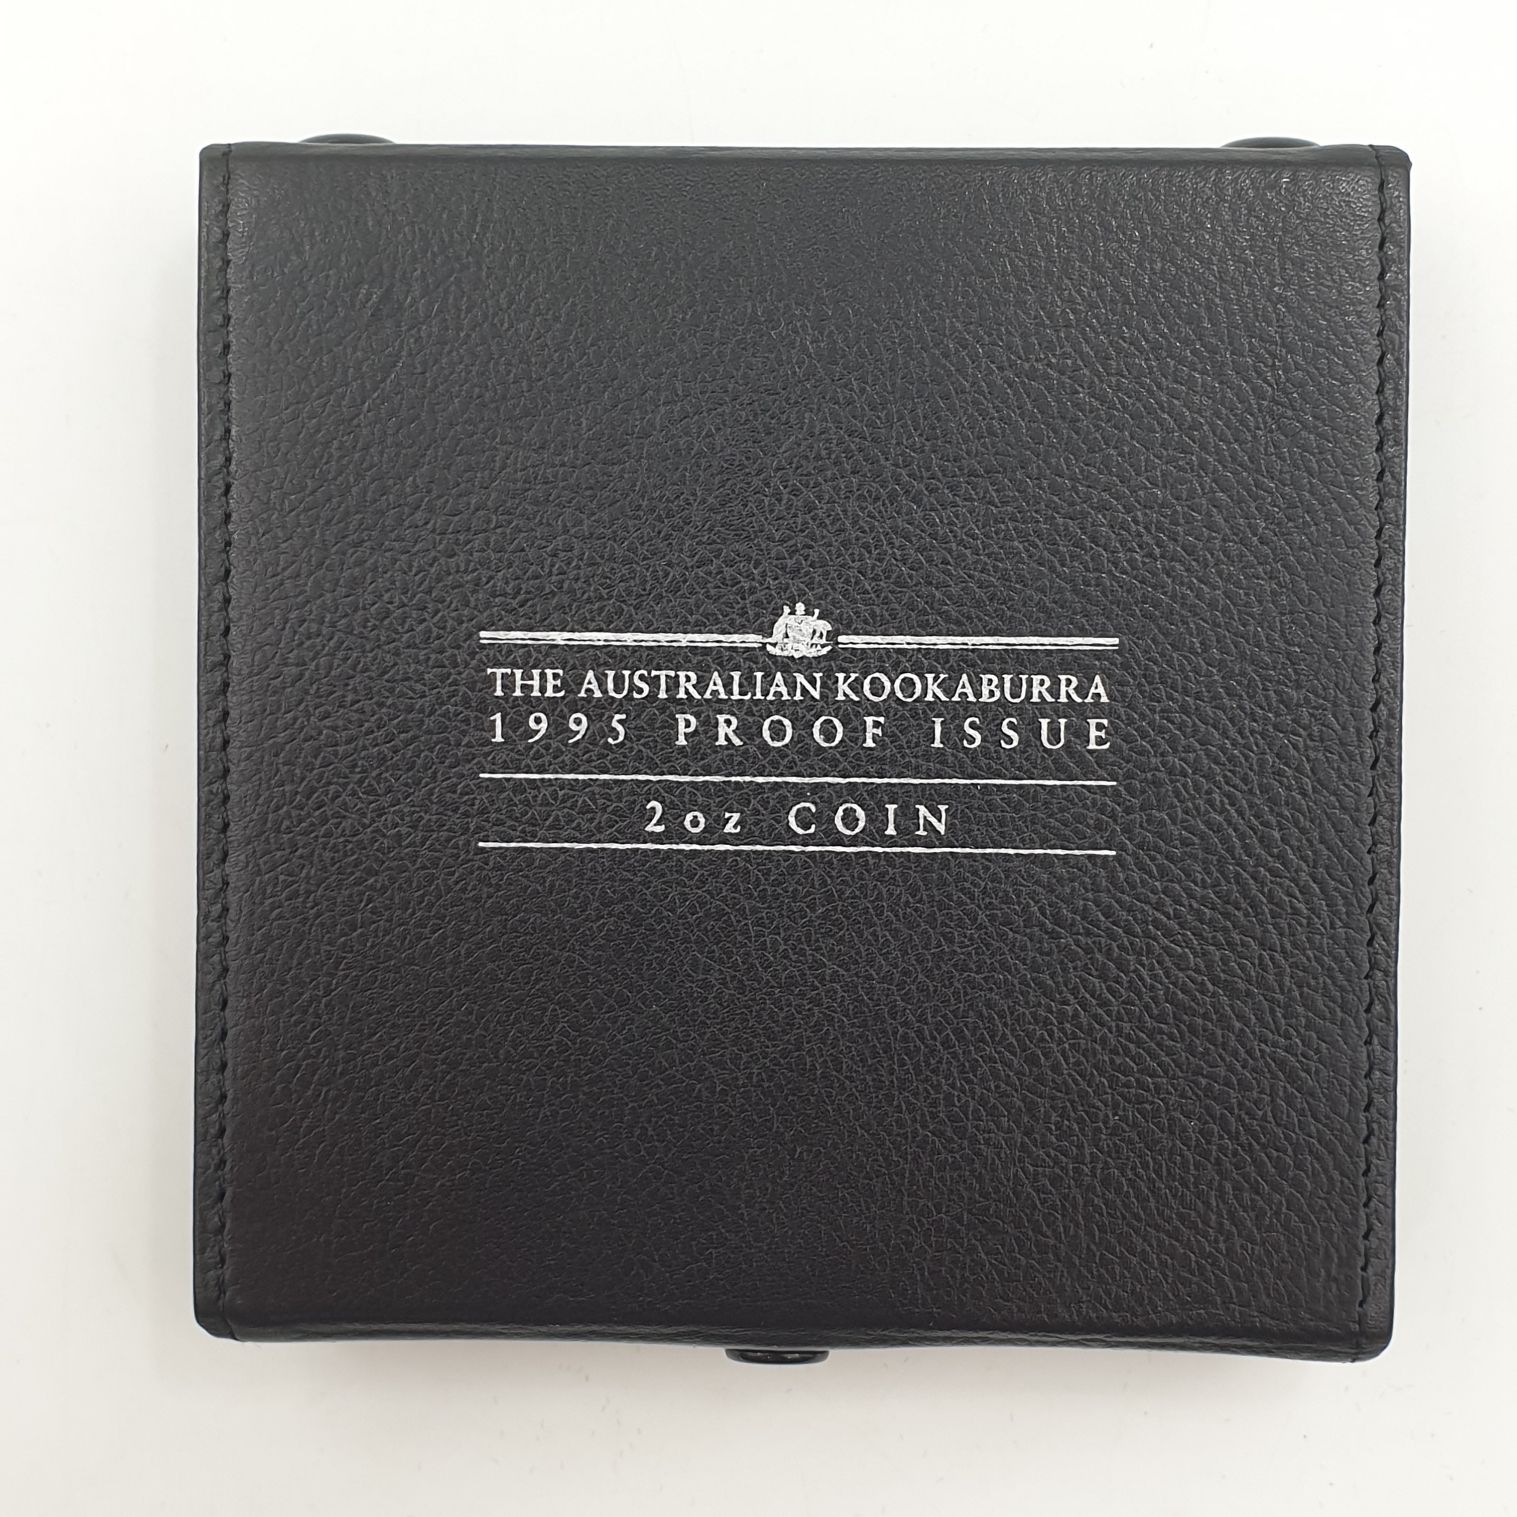 THE AUSTRALIAN KOOKABURRA
1995 PROOF ISSUE
2oz COIN